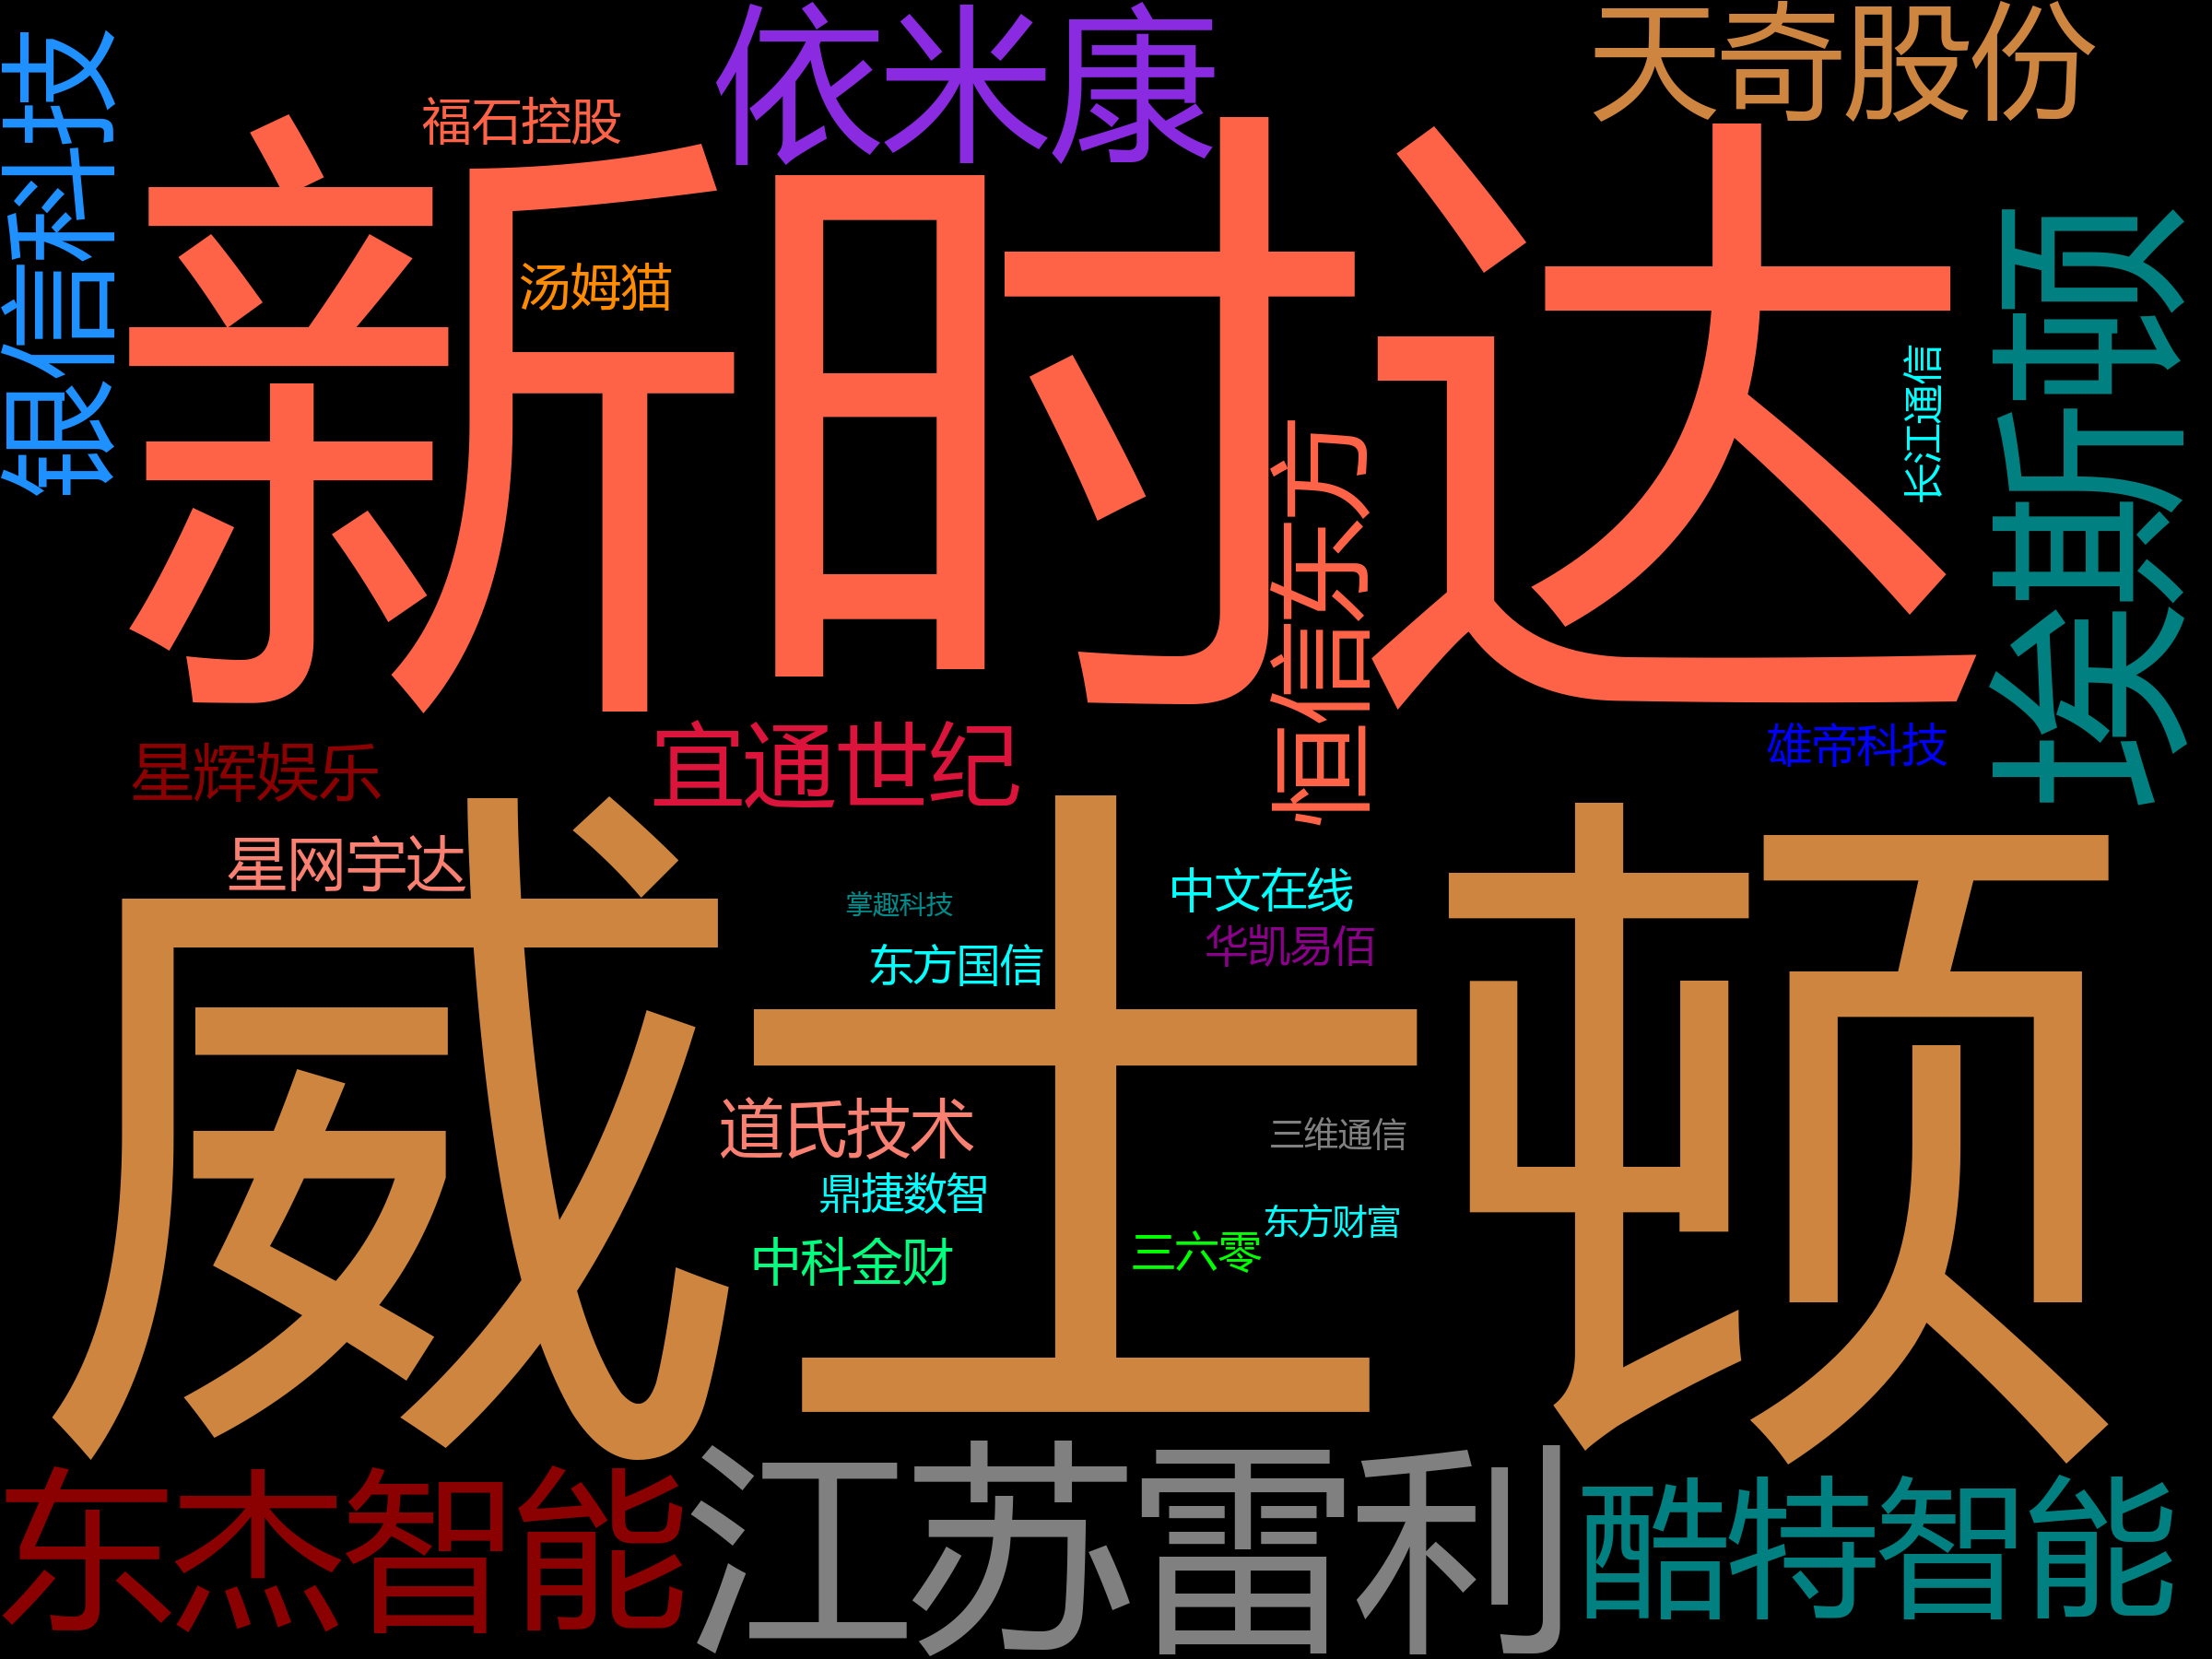 依米康
天奇股份
银信科技
福石控股
新时达
汤姆猫
埃斯顿
长江通信
恒信东方
直通世纪
堆帝科技
星辉娱乐
星网宇达
威士顿
掌趣科技
中文在线
华凯易佰
东方国信
道氏技术
三维通信
鼎捷数智
东方财富
中科金财
三六零
东杰智能
江苏雷利
酷特智能